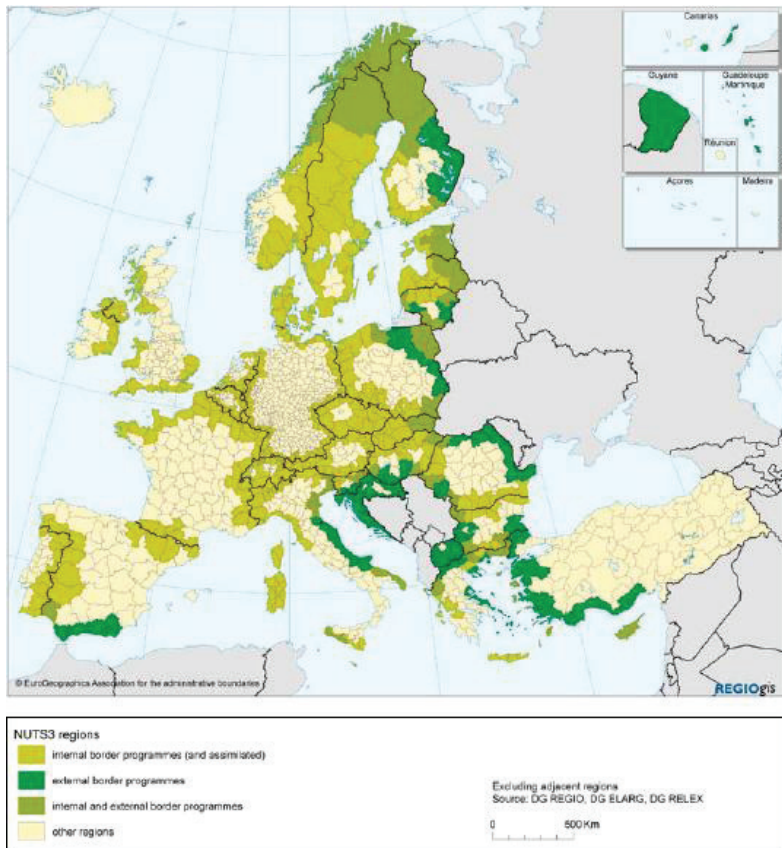 Canarias
Guyane
Guadeloupe
Martinique
Réunion
Açores
Madeira
© EuroGeographics Association for the administrative boundaries
REGIOgis
NUTS3 regions
internal border programmes (and assimilated)
external border programmes
internal and external border programmes
other regions
Excluding adjacent regions
Source: DG REGIO, DG ELARG, DG RELEX
0 500 Km